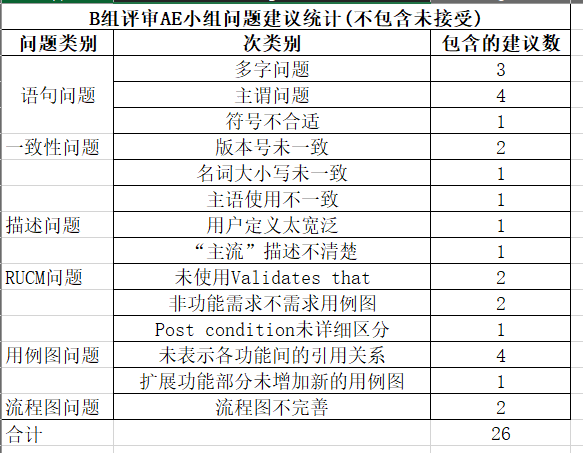 B组评审AE小组问题建议统计(不包含未接受)
问题类别 次类别 包含的建议数
语句问题 多字问题 3
主谓问题 4
符号不合适 1
一致性问题 版本号未一致 2
名词大小写未一致 1
主语使用不一致 1
描述问题 用户定义太宽泛 1
“主流”描述不清楚 1
RUCM问题 未使用Validates that 2
非功能需求不需求用例图 2
Post condition未详细区分 1
用例图问题 未表示各功能间的引用关系 4
扩展功能部分未增加新的用例图 1
流程图问题 流程图不完善 2
合计 26